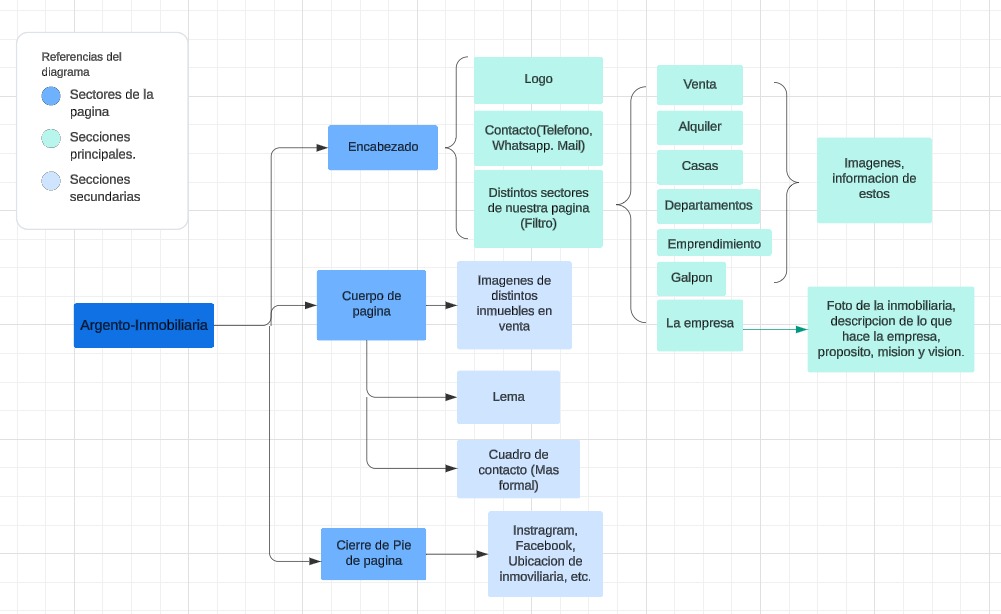 Referencias del
diagrama
Sectores de la
pagina
Secciones
principales.
Secciones
secundarias
Argento-Inmobiliaria
Encabezado
Logo
Contacto(Telefono,
Whatsapp. Mail)
Distintos sectores
de nuestra pagina
(Filtro)
Venta
Alquiler
Casas
Departamentos
Emprendimiento
Galpon
La empresa
Imagenes,
informacion de
estos
Foto de la inmobiliaria,
descripcion de lo que
hace la empresa,
proposito, mision y vision.
Cuerpo de
pagina
Imagenes de
distintos
inmuebles en
venta
Lema
Cuadro de
contacto (Mas
formal)
Cierre de Pie
de pagina
Instragram,
Facebook,
Ubicacion de
inmoviliaria, etc.